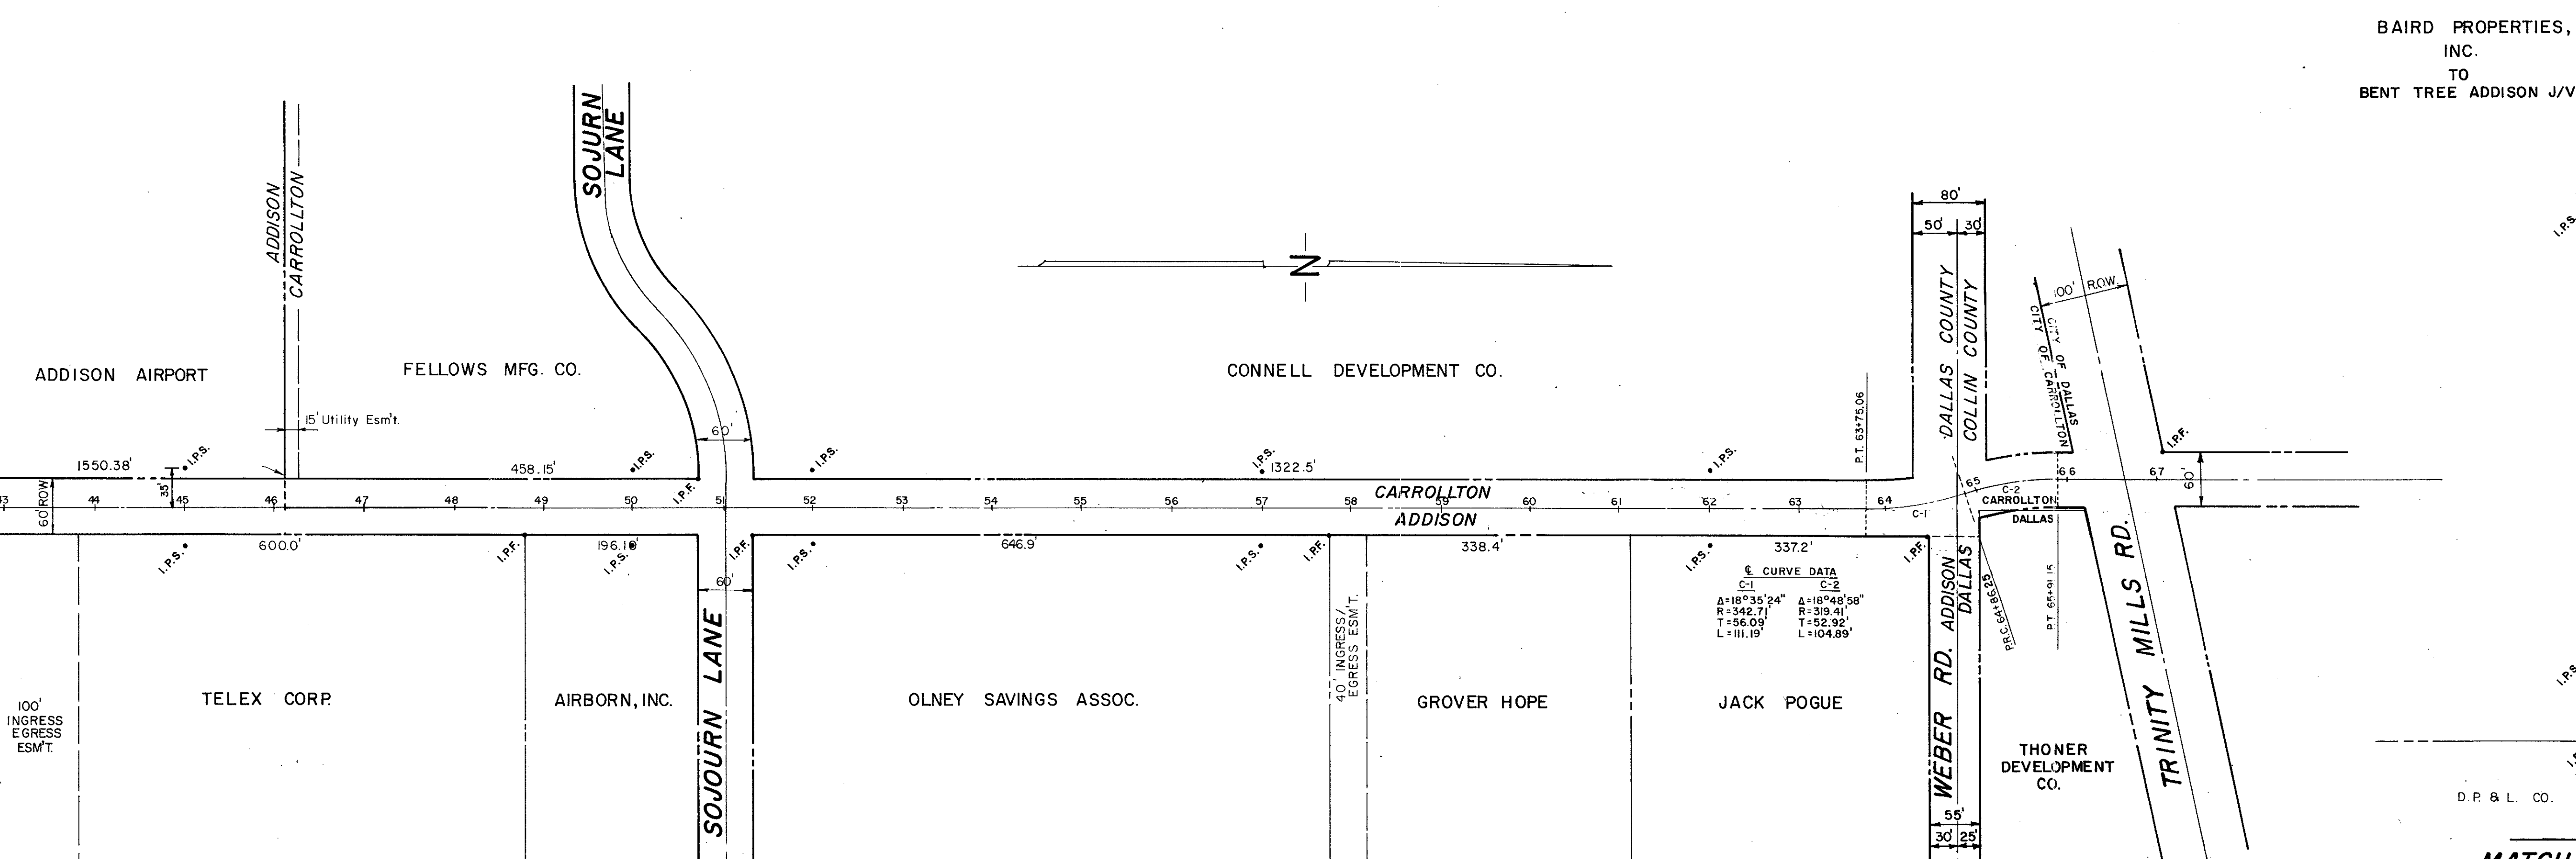 BAIRD PROPERTIES,
INC.
TO
BENT TREE ADDISON J/V
SOJURN
LANE
ADDISON
CARROLLTON
N
80'
50' 30'
DALLAS COUNTY
COLLIN COUNTY
100' R.O.W.
CITY OF DALLAS
CITY OF CARROLLTON
I.P.S.
ADDISON AIRPORT
FELLOWS MFG. CO.
CONNELL DEVELOPMENT CO.
15' Utility Esm't.
60'
P.T. 63+75.06
I.P.F.
1550.38'
I.P.S.
458.15'
I.P.S.
I.P.F.
I.P.S.
I.P.S.
1322.5'
I.P.S.
60' ROW
35'
60'
43 44 45 46 47 48 49 50 51 52 53 54 55 56 57 58 59 60 61 62 63 64 65 66 67
CARROLLTON
ADDISON
C-1
C-2
CARROLLTON
DALLAS
I.P.S.
600.0'
I.P.F.
196.10'
I.P.S.
I.P.F.
I.P.S.
646.9'
I.P.S.
I.P.F.
338.4'
I.P.S.
337.2'
I.P.F.
60'
℄ CURVE DATA
C-1 C-2
Δ=18°35'24" Δ=18°48'58"
R=342.71' R=319.41'
T=56.09' T=52.92'
L=111.19' L=104.89'
P.R.C. 64+86.25
P.T. 65+91.15
40' INGRESS/
EGRESS ESM'T.
100'
INGRESS
EGRESS
ESM'T.
TELEX CORP.
AIRBORN, INC.
SOJOURN LANE
OLNEY SAVINGS ASSOC.
GROVER HOPE
JACK POGUE
WEBER RD.
ADDISON
DALLAS
THONER
DEVELOPMENT
CO.
TRINITY MILLS RD.
I.P.S.
D.P. & L. CO.
55'
30' 25'